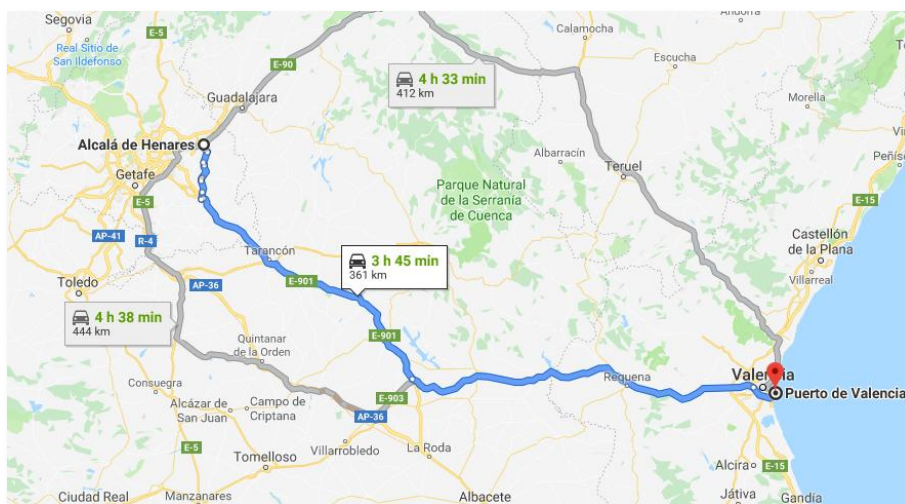 Segovia
Real Sitio de
San Ildefonso
E-5
E-90
Calamocha
Escucha
Guadalajara
4 h 33 min
412 km
Morella
Alcalá de Henares
Albarracín
Teruel
Getafe
E-5
Parque Natural
de la Serranía
de Cuenca
E-15
AP-41
R-4
Castellón
de la Plana
Villarreal
Tarancón
3 h 45 min
361 km
E-901
Toledo
AP-36
4 h 38 min
444 km
E-901
Quintanar
de la Orden
Valencia
Requena
Puerto de Valencia
Consuegra
E-903
Alcázar de
San Juan
Campo de
Criptana
AP-36
E-5
Villarrobledo
La Roda
Tomelloso
Alcira
E-15
Ciudad Real
Manzanares
Albacete
Játiva
Gandía